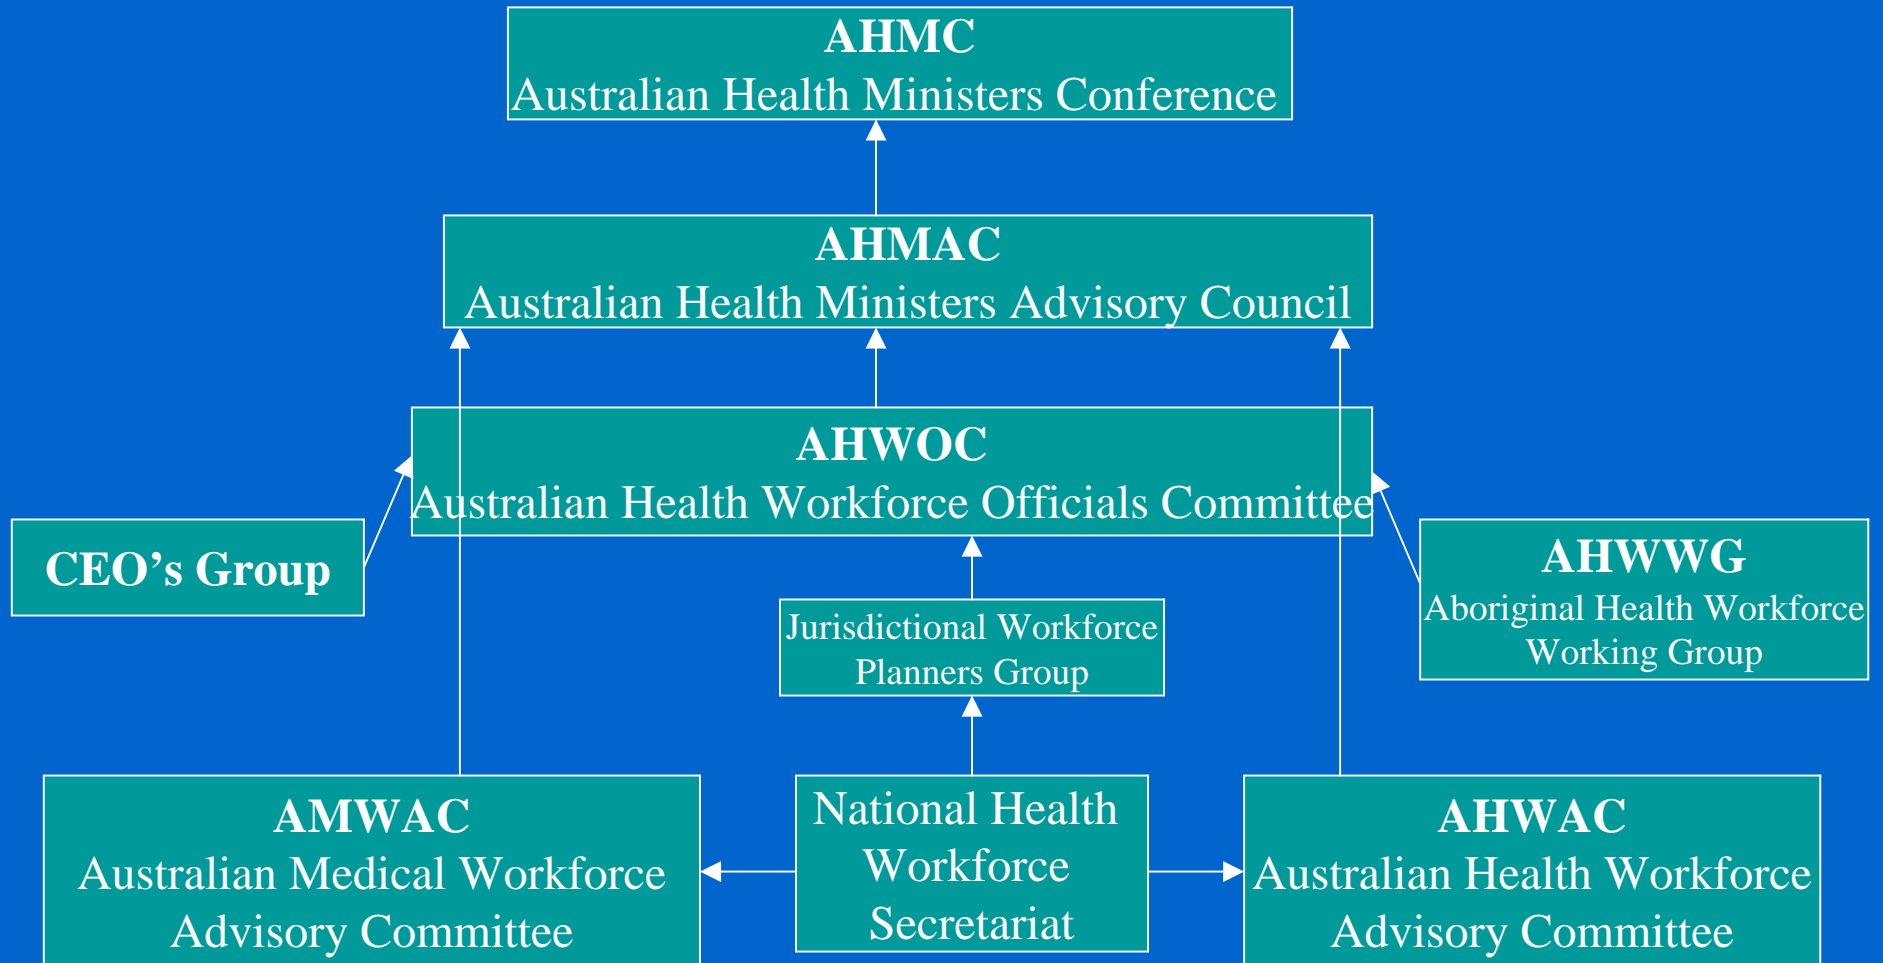 AHMC
Australian Health Ministers Conference
AHMAC
Australian Health Ministers Advisory Council
AHWOC
Australian Health Workforce Officials Committee
CEO’s Group
AHWWG
Aboriginal Health Workforce
Working Group
Jurisdictional Workforce
Planners Group
AMWAC
Australian Medical Workforce
Advisory Committee
National Health
Workforce
Secretariat
AHWAC
Australian Health Workforce
Advisory Committee